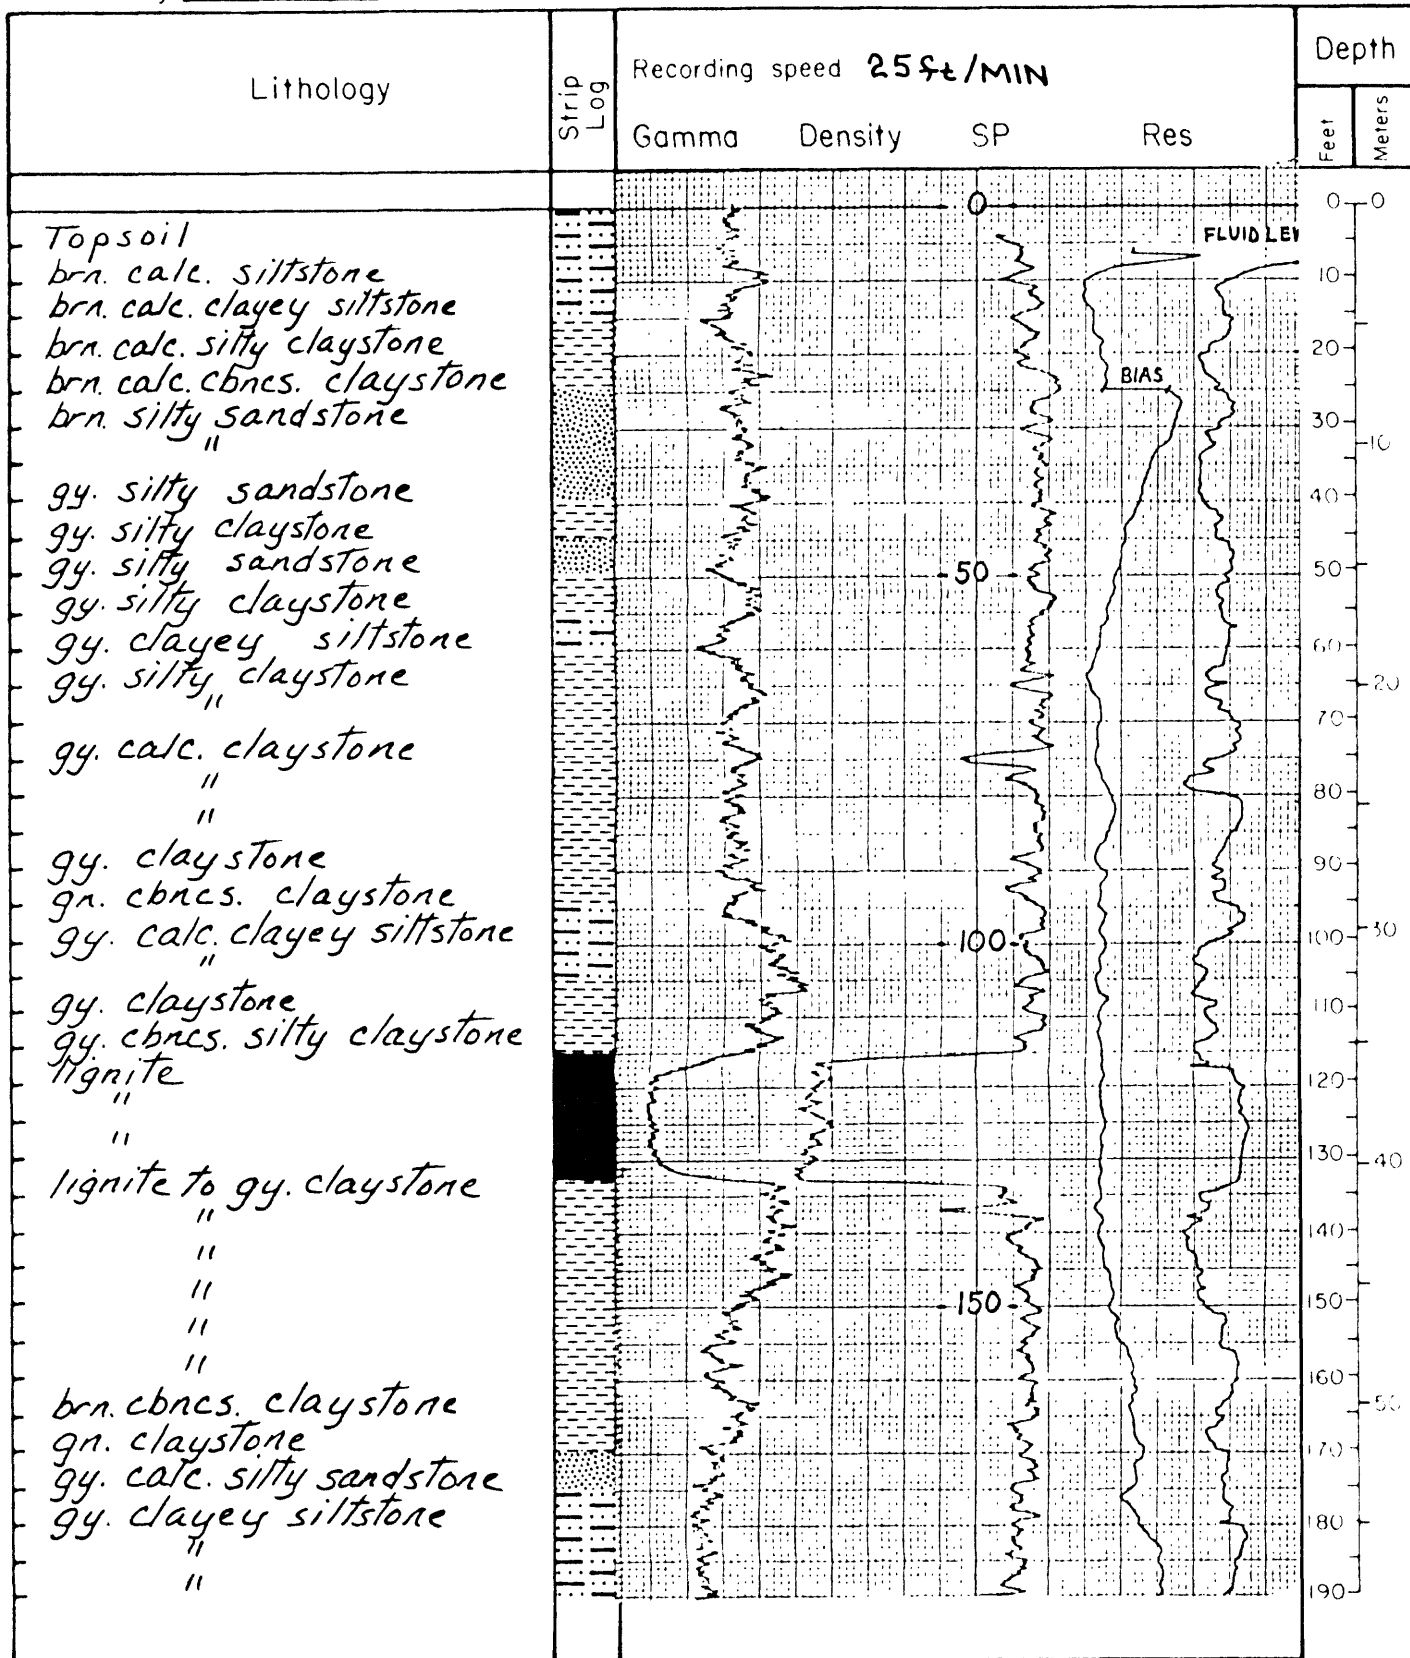 Lithology
Strip Log
Recording speed 25 ft/MIN
Gamma Density SP Res
Depth
Feet Meters
0
FLUID LE
BIAS
50
100
150
Topsoil
brn. calc. siltstone
brn. calc. clayey siltstone
brn. calc. silty claystone
brn. calc. cbncs. claystone
brn. silty sandstone
"
gy. silty sandstone
gy. silty claystone
gy. silty sandstone
gy. silty claystone
gy. clayey siltstone
gy. silty claystone
"
gy. calc. claystone
"
"
gy. claystone
gn. cbncs. claystone
gy. calc. clayey siltstone
"
gy. claystone
gy. cbncs. silty claystone
lignite
"
"
lignite to gy. claystone
"
"
"
"
"
brn. cbncs. claystone
gn. claystone
gy. calc. silty sandstone
gy. clayey siltstone
"
"
0 0
10
20
30
10
40
50
60
20
70
80
90
100 30
110
120
130 40
140
150
160
50
170
180
190